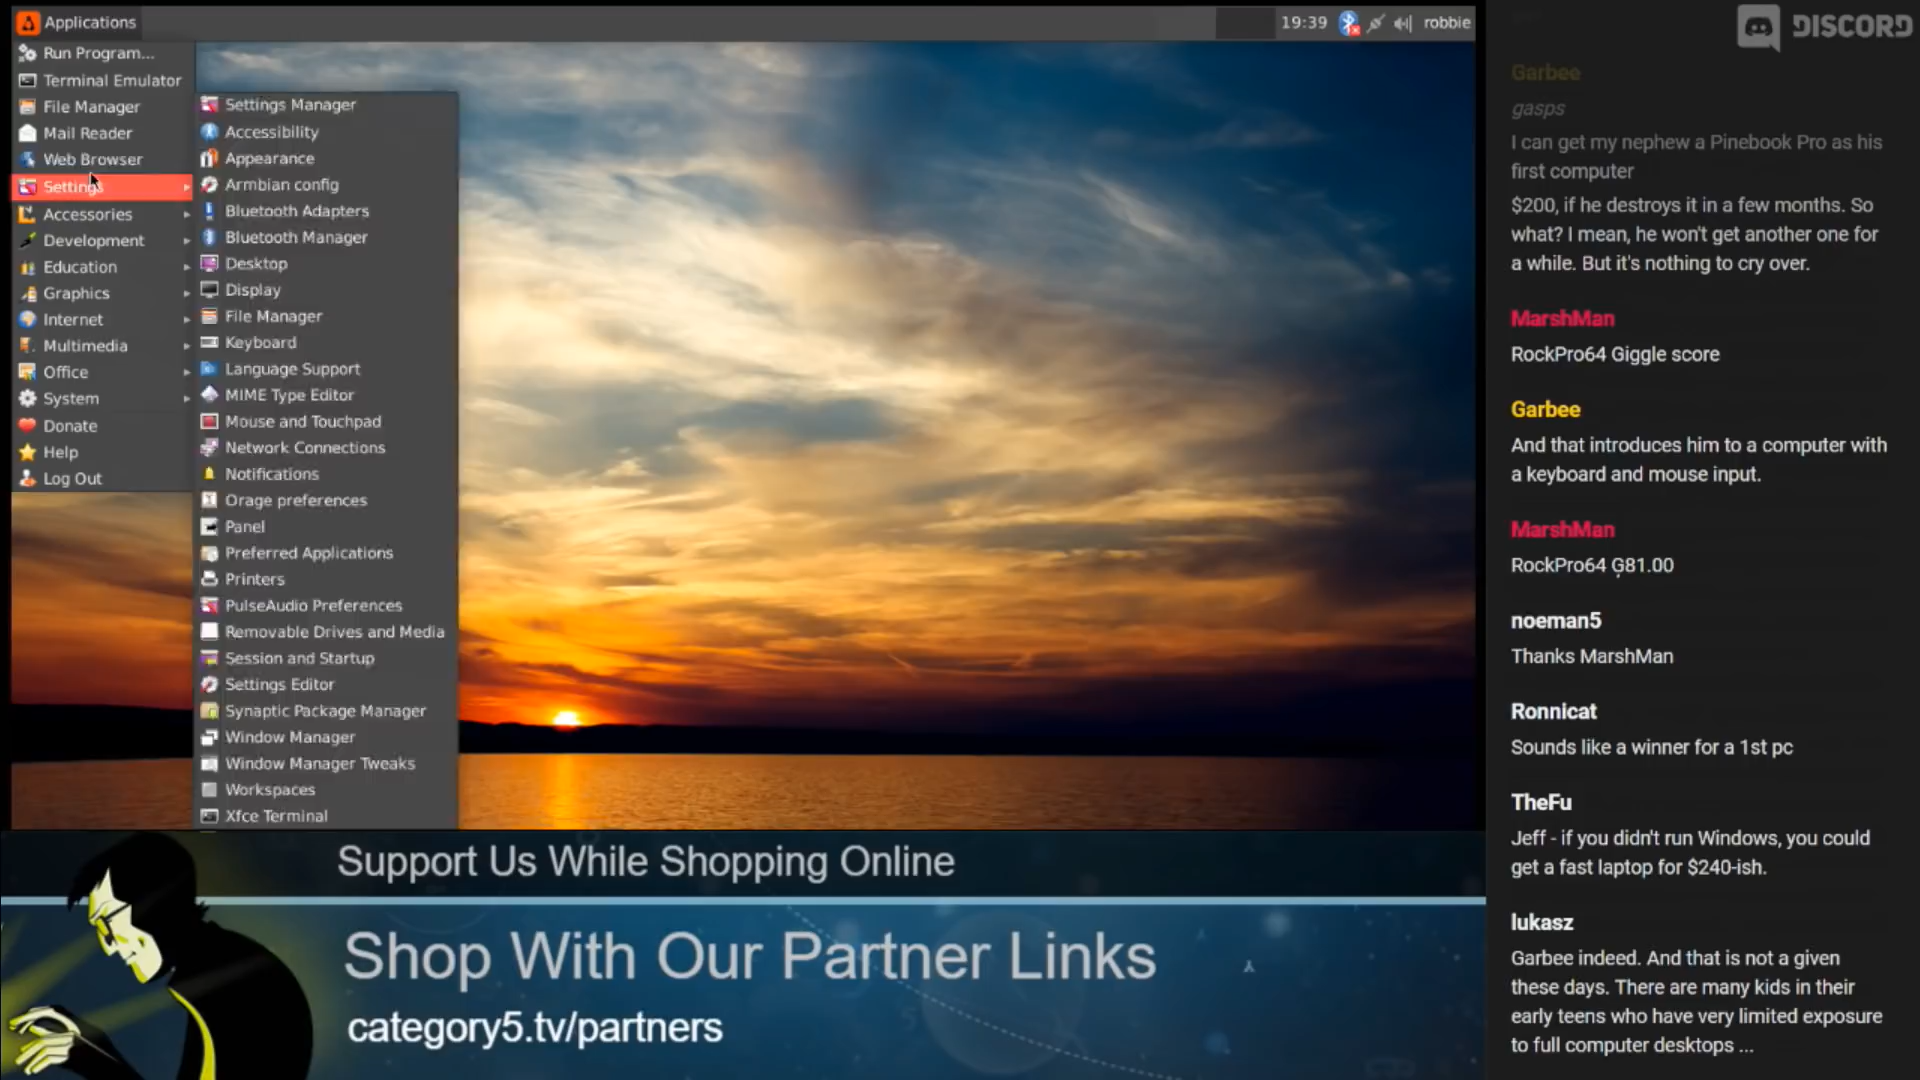 Applications
19:39
robbie
Run Program...
Terminal Emulator
File Manager
Mail Reader
Web Browser
Settings
Accessories
Development
Education
Graphics
Internet
Multimedia
Office
System
Donate
Help
Log Out
Settings Manager
Accessibility
Appearance
Armbian config
Bluetooth Adapters
Bluetooth Manager
Desktop
Display
File Manager
Keyboard
Language Support
MIME Type Editor
Mouse and Touchpad
Network Connections
Notifications
Orage preferences
Panel
Preferred Applications
Printers
PulseAudio Preferences
Removable Drives and Media
Session and Startup
Settings Editor
Synaptic Package Manager
Window Manager
Window Manager Tweaks
Workspaces
Xfce Terminal
Support Us While Shopping Online
Shop With Our Partner Links
category5.tv/partners
DISCORD
Garbee
gasps
I can get my nephew a Pinebook Pro as his
first computer
$200, if he destroys it in a few months. So
what? I mean, he won't get another one for
a while. But it's nothing to cry over.
MarshMan
RockPro64 Giggle score
Garbee
And that introduces him to a computer with
a keyboard and mouse input.
MarshMan
RockPro64 Ģ81.00
noeman5
Thanks MarshMan
Ronnicat
Sounds like a winner for a 1st pc
TheFu
Jeff - if you didn't run Windows, you could
get a fast laptop for $240-ish.
lukasz
Garbee indeed. And that is not a given
these days. There are many kids in their
early teens who have very limited exposure
to full computer desktops ...